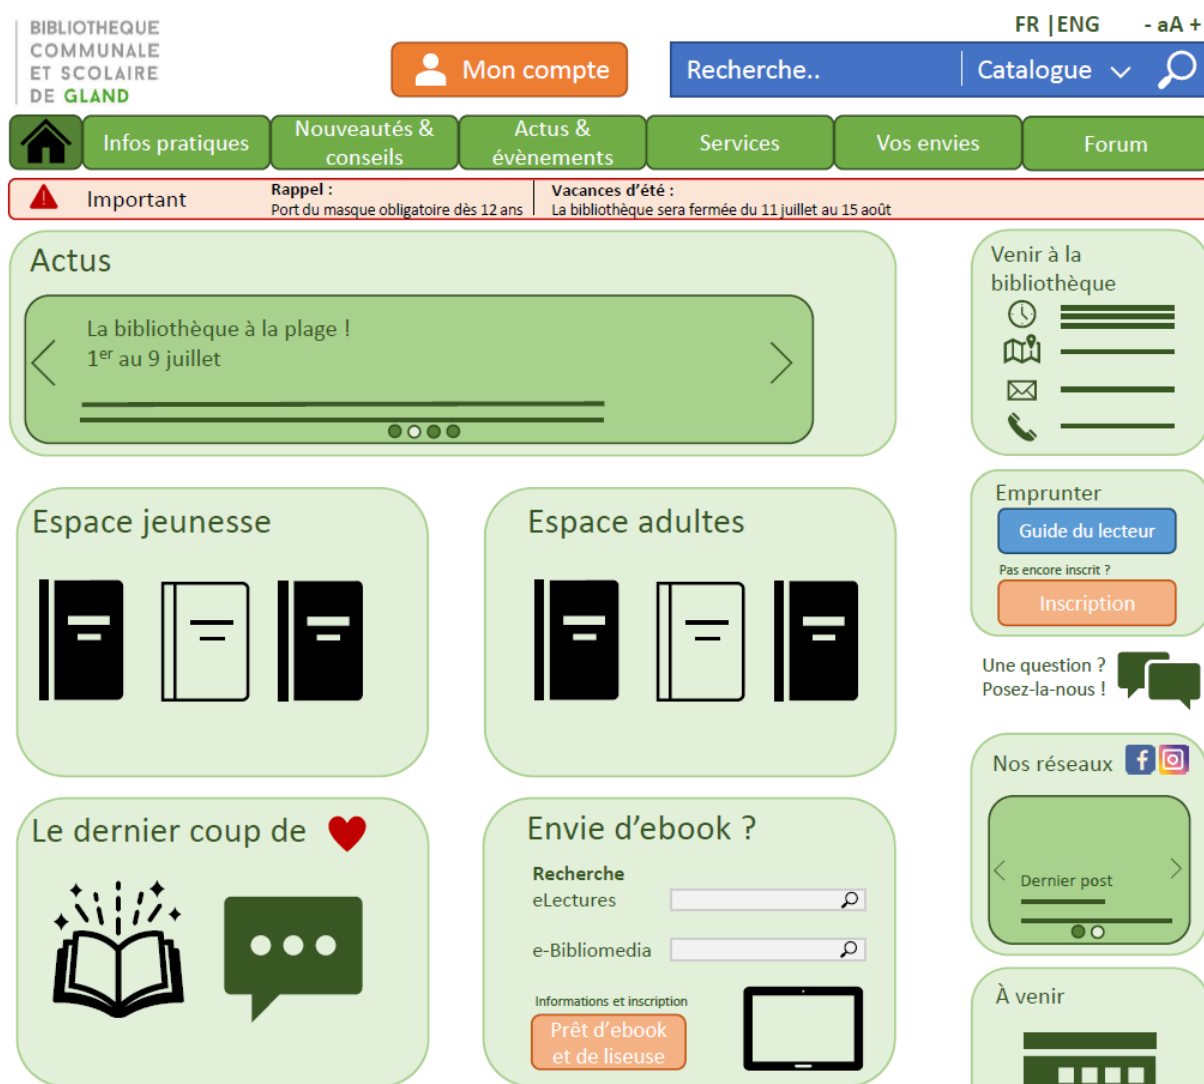 BIBLIOTHEQUE
COMMUNALE
ET SCOLAIRE
DE GLAND
FR |ENG - aA +
Mon compte
Recherche..
Catalogue
Infos pratiques
Nouveautés &
conseils
Actus &
évènements
Services
Vos envies
Forum
Important
Rappel :
Port du masque obligatoire dès 12 ans
Vacances d'été :
La bibliothèque sera fermée du 11 juillet au 15 août
Actus
La bibliothèque à la plage !
1er au 9 juillet
Venir à la
bibliothèque
Espace jeunesse
Espace adultes
Emprunter
Guide du lecteur
Pas encore inscrit ?
Inscription
Une question ?
Posez-la-nous !
Nos réseaux
Dernier post
Le dernier coup de
Envie d'ebook ?
Recherche
eLectures
e-Bibliomedia
Informations et inscription
Prêt d'ebook
et de liseuse
À venir